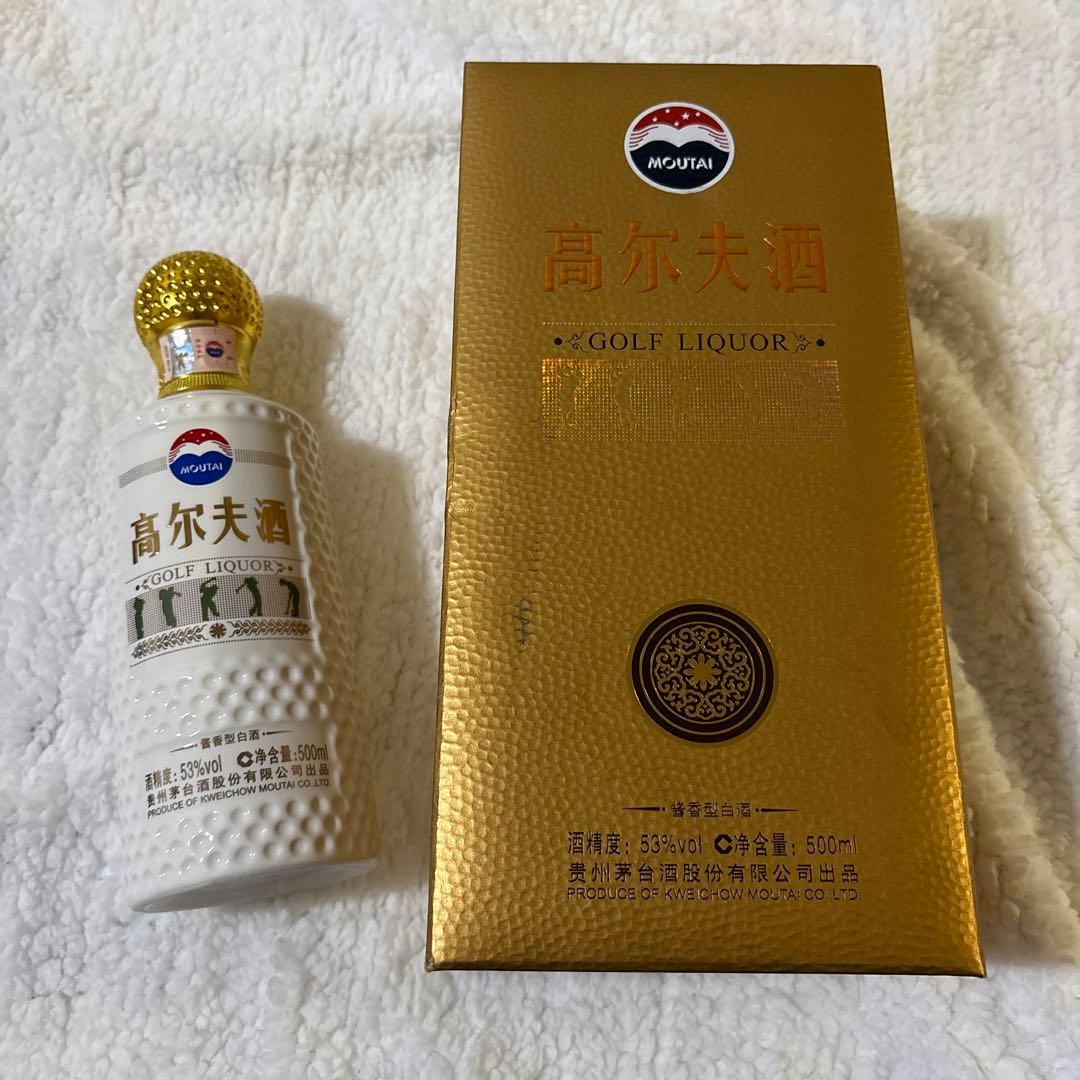 MOUTAI
高尔夫酒
GOLF LIQUOR
酱香型白酒
酒精度: 53%vol 净含量: 500ml
贵州茅台酒股份有限公司出品
PRODUCE OF KWEICHOW MOUTAI CO.,LTD.
MOUTAI
高尔夫酒
GOLF LIQUOR
酱香型白酒
酒精度: 53%vol 净含量: 500ml
贵州茅台酒股份有限公司出品
PRODUCE OF KWEICHOW MOUTAI CO.,LTD.